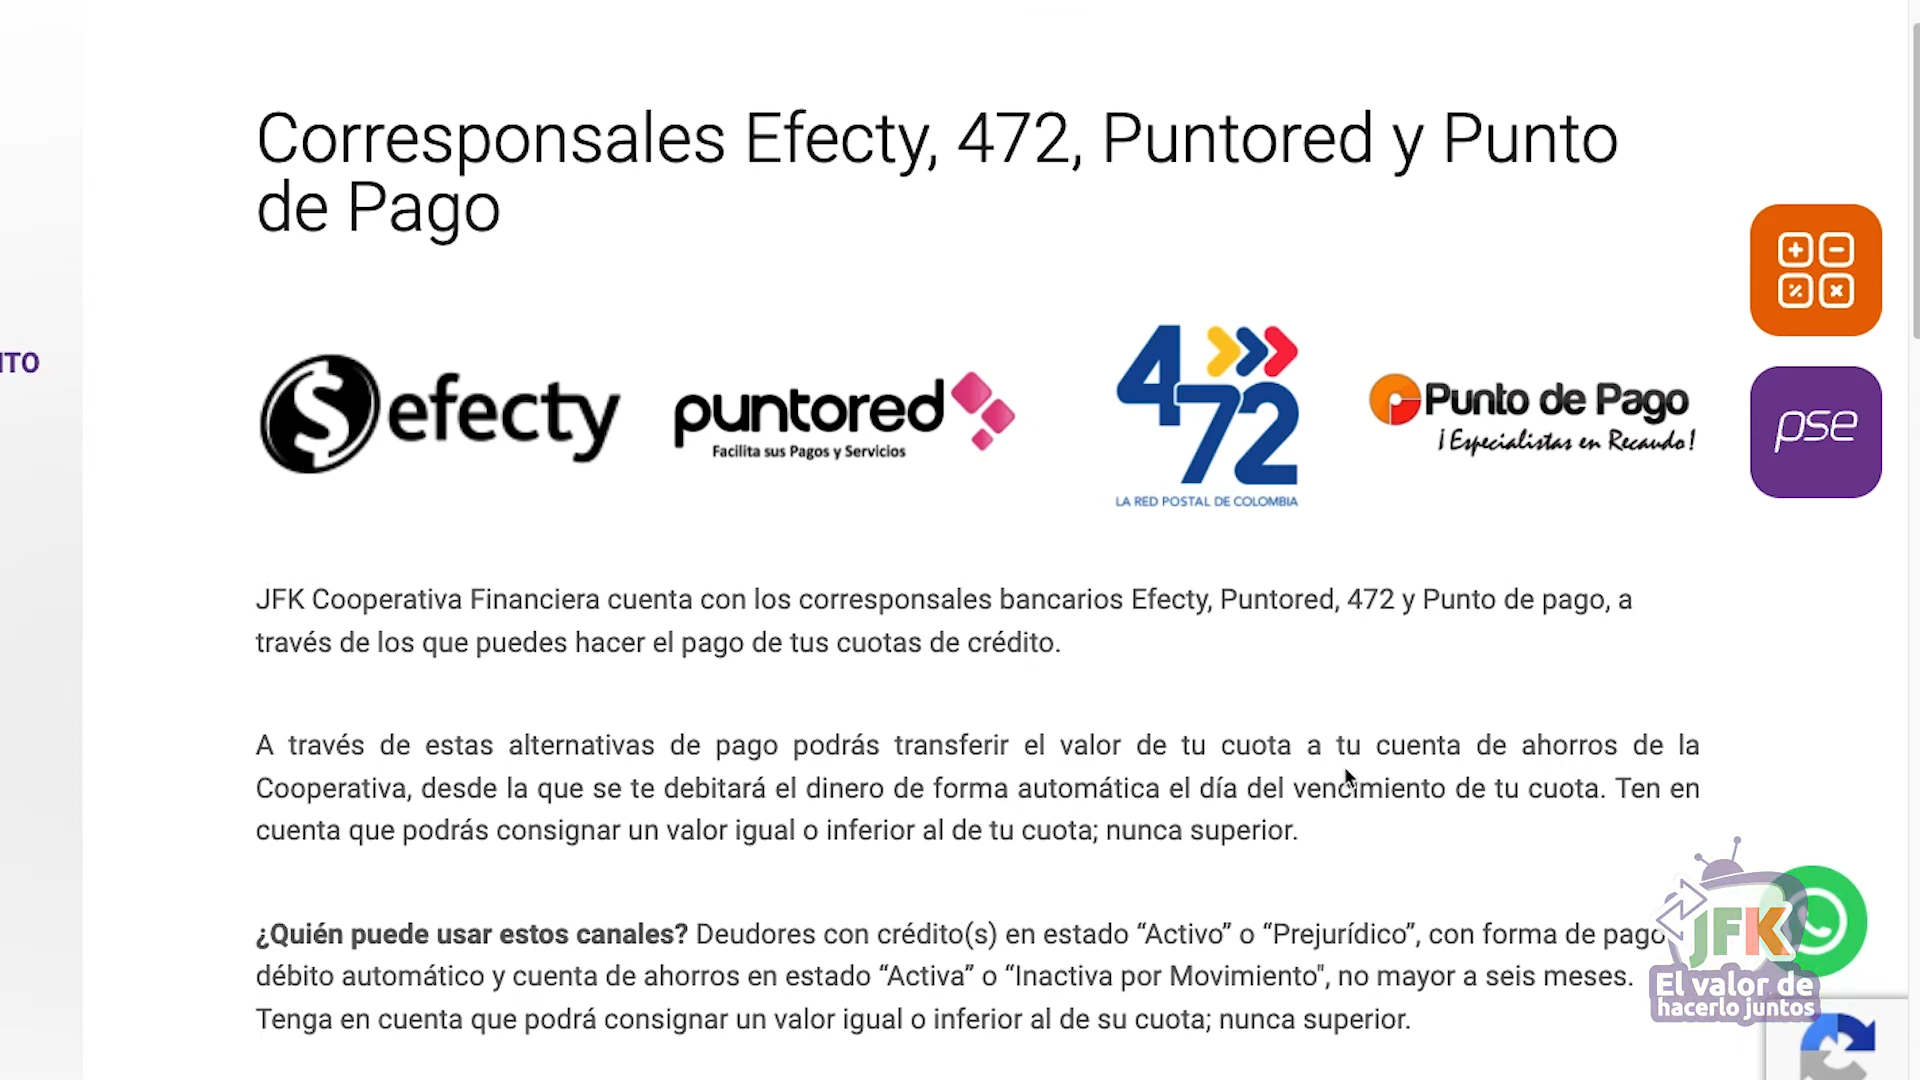 Corresponsales Efecty, 472, Puntored y Punto
de Pago
NTO
efecty
puntored
Facilita sus Pagos y Servicios
472
LA RED POSTAL DE COLOMBIA
Punto de Pago
¡Especialistas en Recaudo!
pse
JFK Cooperativa Financiera cuenta con los corresponsales bancarios Efecty, Puntored, 472 y Punto de pago, a
través de los que puedes hacer el pago de tus cuotas de crédito.
A través de estas alternativas de pago podrás transferir el valor de tu cuota a tu cuenta de ahorros de la
Cooperativa, desde la que se te debitará el dinero de forma automática el día del vencimiento de tu cuota. Ten en
cuenta que podrás consignar un valor igual o inferior al de tu cuota; nunca superior.
¿Quién puede usar estos canales? Deudores con crédito(s) en estado “Activo” o “Prejurídico”, con forma de pago
débito automático y cuenta de ahorros en estado “Activa” o “Inactiva por Movimiento", no mayor a seis meses.
Tenga en cuenta que podrá consignar un valor igual o inferior al de su cuota; nunca superior.
JFK
El valor de
hacerlo juntos